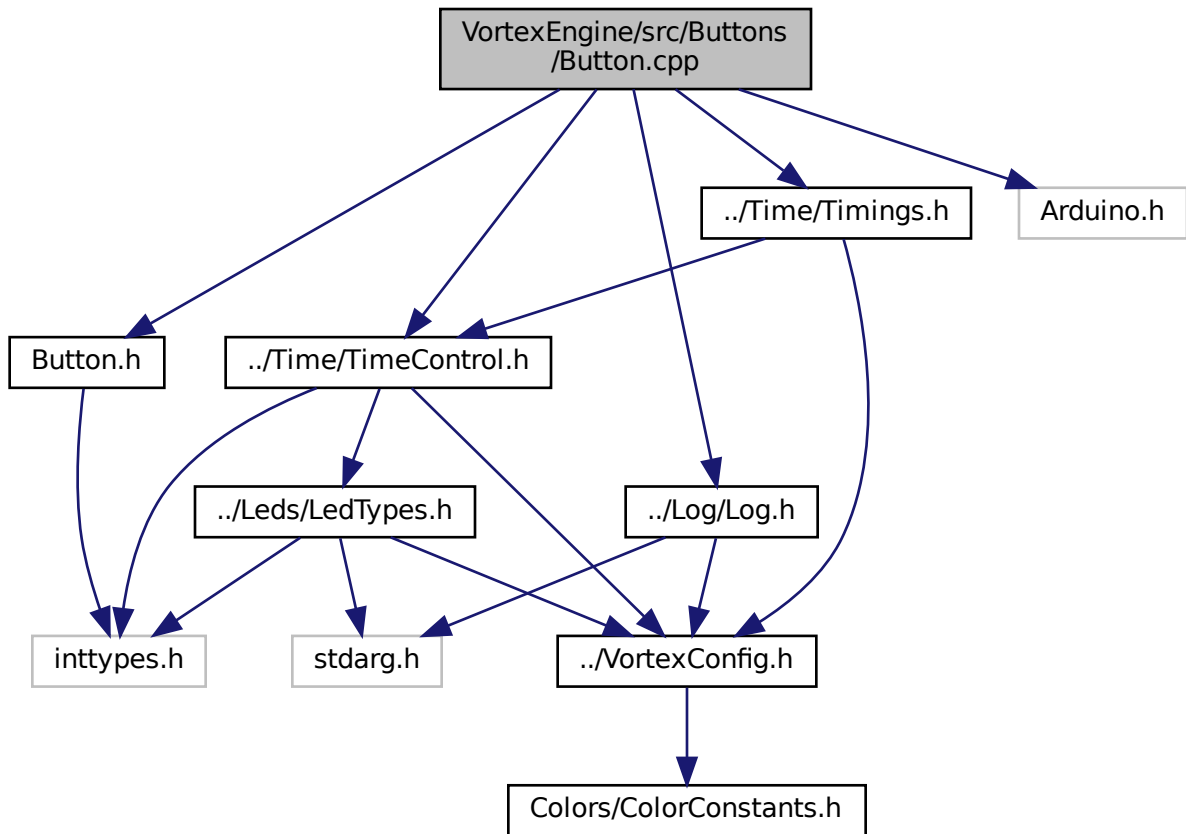 VortexEngine/src/Buttons
/Button.cpp
../Time/Timings.h
Arduino.h
Button.h
../Time/TimeControl.h
../Leds/LedTypes.h
../Log/Log.h
inttypes.h
stdarg.h
../VortexConfig.h
Colors/ColorConstants.h